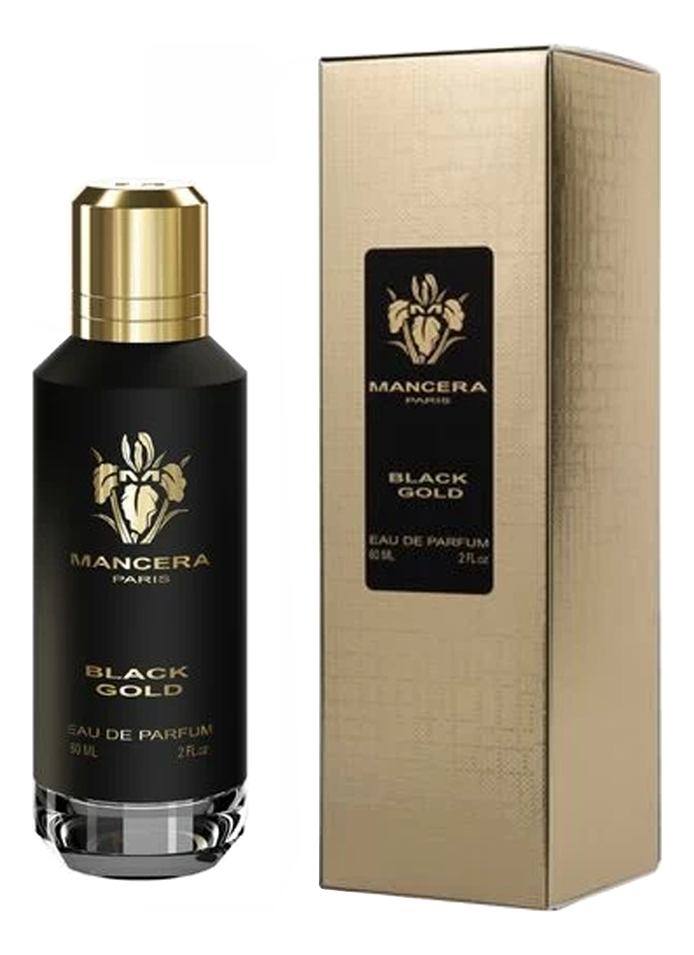 MANCERA
PARIS
BLACK
GOLD
EAU DE PARFUM
60 ML 2 FL.oz
MANCERA
PARIS
BLACK
GOLD
EAU DE PARFUM
60 ML 2 FL.oz